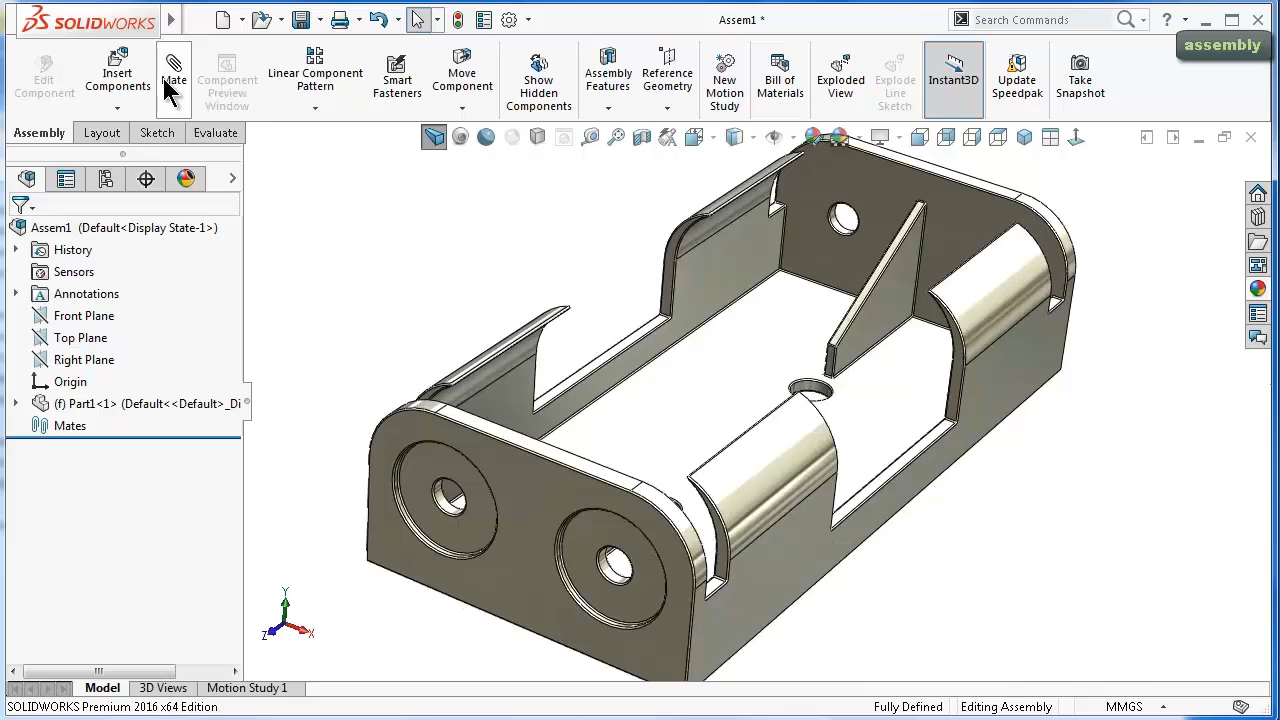 SOLIDWORKS
Assem1 *
Search Commands
assembly
Edit Component
Insert Components
Mate
Component Preview Window
Linear Component Pattern
Smart Fasteners
Move Component
Show Hidden Components
Assembly Features
Reference Geometry
New Motion Study
Bill of Materials
Exploded View
Explode Line Sketch
Instant3D
Update Speedpak
Take Snapshot
Assembly
Layout
Sketch
Evaluate
Assem1 (Default<Display State-1>)
History
Sensors
Annotations
Front Plane
Top Plane
Right Plane
Origin
(f) Part1<1> (Default<<Default>_Di
Mates
Y
Z
X
Model
3D Views
Motion Study 1
SOLIDWORKS Premium 2016 x64 Edition
Fully Defined
Editing Assembly
MMGS